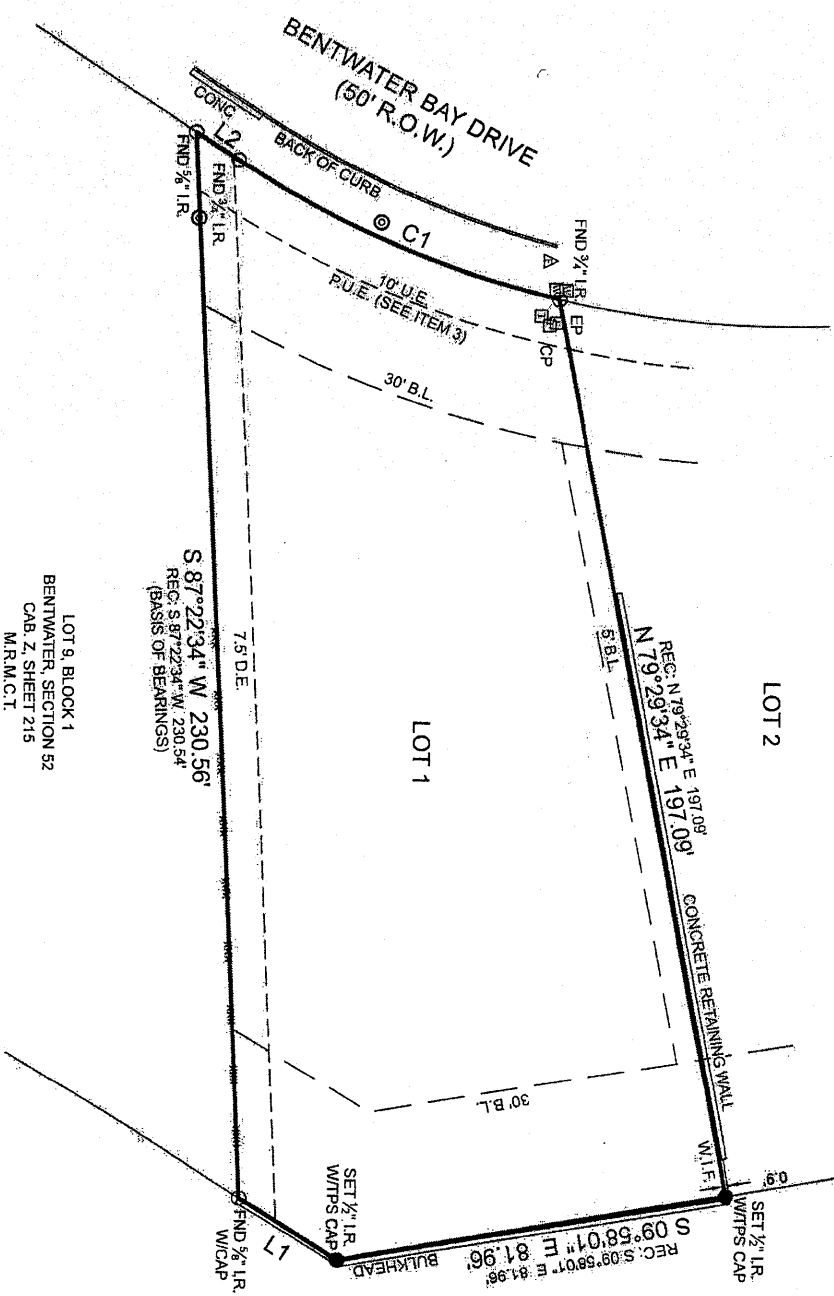 BENTWATER BAY DRIVE
(50' R.O.W.)
CONC
BACK OF CURB
L2
FND 5/8" I.R.
FND 3/4" I.R.
C1
FND 3/4" I.R.
EP
CP
10' U.E.
P.U.E. (SEE ITEM 3)
30' B.L.
LOT 2
REC: N 79°29'34" E 197.09'
N 79°29'34" E 197.09'
5' B.L.
CONCRETE RETAINING WALL
LOT 1
7.5' D.E.
S 87°22'34" W 230.56'
REC: S 87°22'34" W 230.54'
(BASIS OF BEARINGS)
LOT 9, BLOCK 1
BENTWATER, SECTION 52
CAB. Z, SHEET 215
M.R.M.C.T.
30' B.L.
W.I.F.
0.9'
SET 1/2" I.R.
W/TPS CAP
S 09°58'01" E 81.96'
REC: S 09°58'01" E 81.96'
BULKHEAD
SET 1/2" I.R.
W/TPS CAP
L1
FND 5/8" I.R.
W/CAP